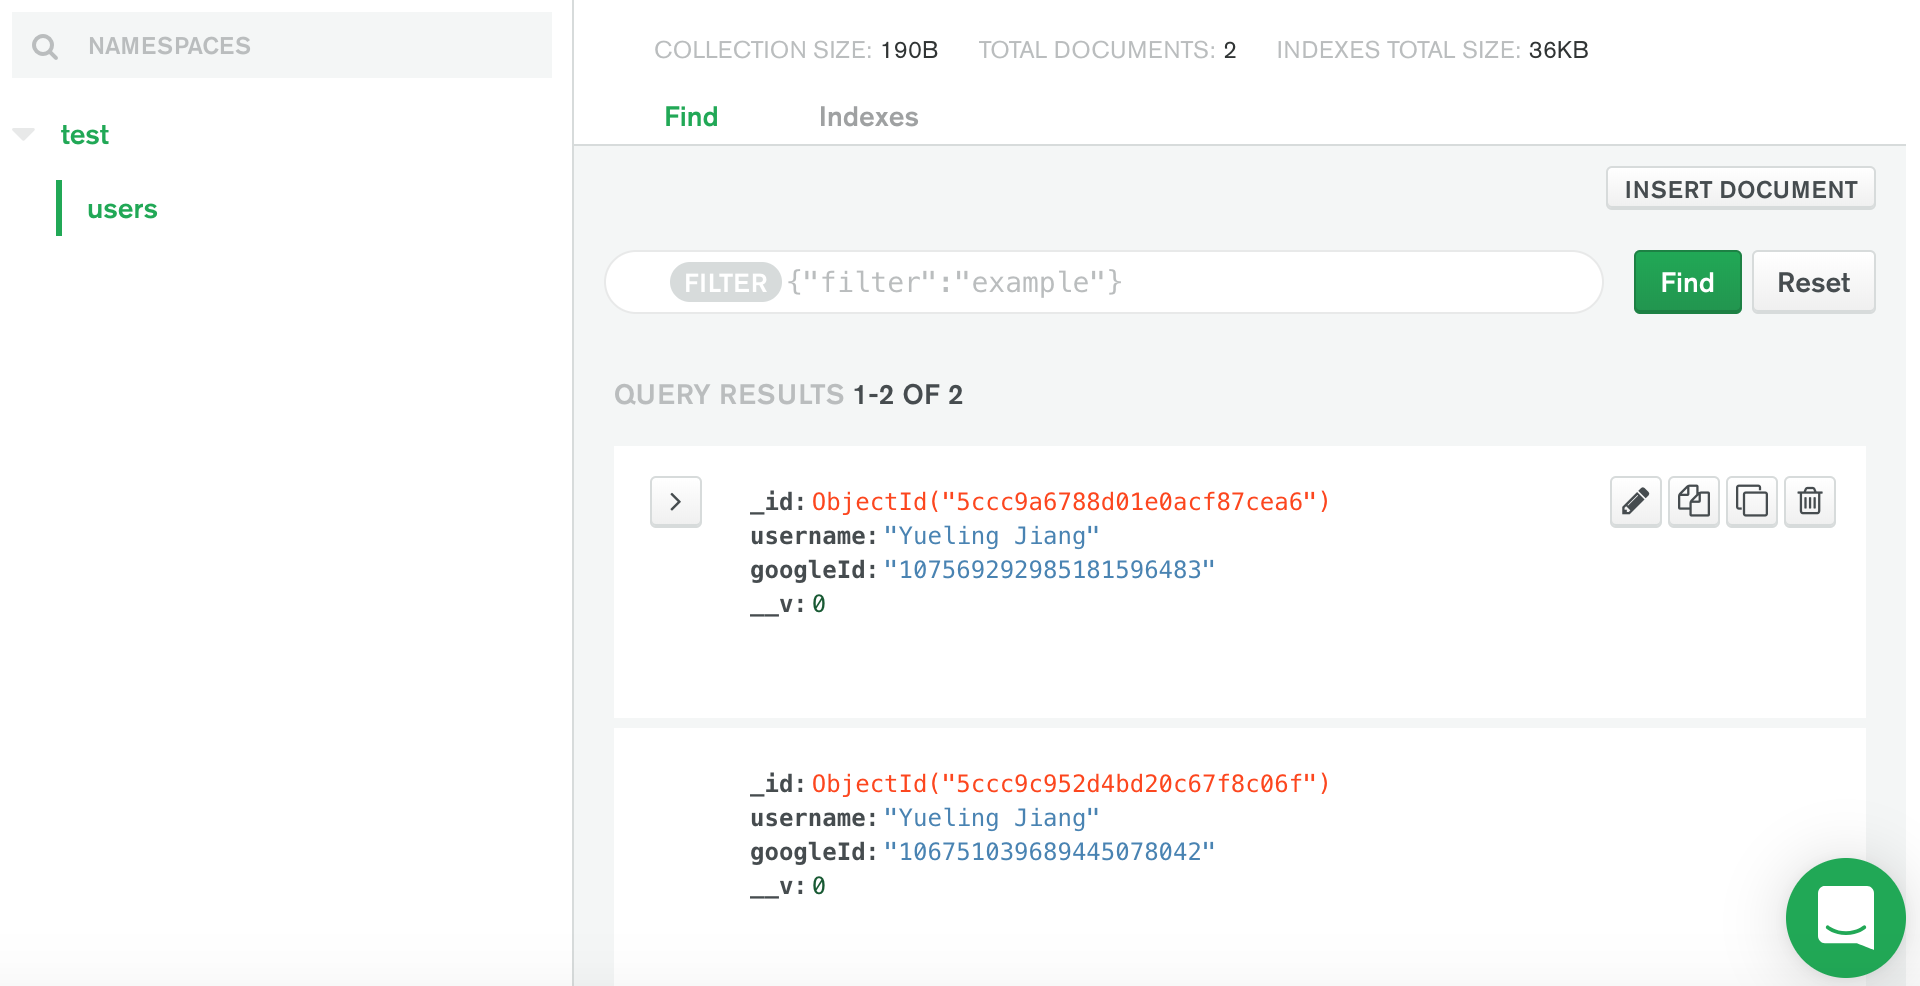 NAMESPACES
test
users
COLLECTION SIZE: 190B TOTAL DOCUMENTS: 2 INDEXES TOTAL SIZE: 36KB
Find Indexes
INSERT DOCUMENT
FILTER {"filter":"example"} Find Reset
QUERY RESULTS 1-2 OF 2
_id: ObjectId("5ccc9a6788d01e0acf87cea6")
username: "Yueling Jiang"
googleId: "107569292985181596483"
__v: 0
_id: ObjectId("5ccc9c952d4bd20c67f8c06f")
username: "Yueling Jiang"
googleId: "106751039689445078042"
__v: 0